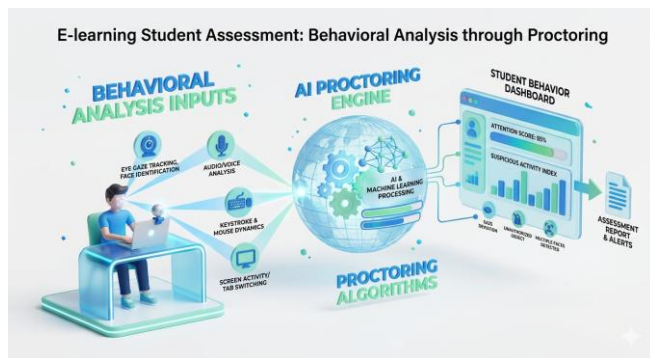 E-learning Student Assessment: Behavioral Analysis through Proctoring
BEHAVIORAL
ANALYSIS INPUTS
EYE GAZE TRACKING,
FACE IDENTIFICATION
AUDIO/VOICE
ANALYSIS
KEYSTROKE &
MOUSE DYNAMICS
SCREEN ACTIVITY/
TAB SWITCHING
AI PROCTORING
ENGINE
AI &
MACHINE LEARNING
PROCESSING
PROCTORING
ALGORITHMS
STUDENT BEHAVIOR
DASHBOARD
ATTENTION SCORE: 85%
SUSPICIOUS ACTIVITY INDEX
GAZE
DEVIATION
UNAUTHORIZED
OBJECT
MULTIPLE FACES
DETECTED
ASSESSMENT
REPORT
& ALERTS